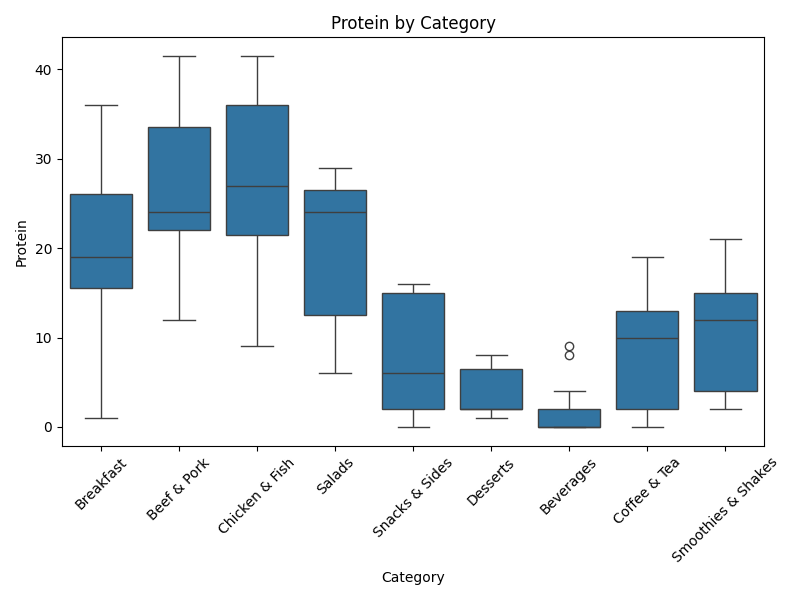 Protein by Category
Protein
40
30
20
10
0
Breakfast
Beef & Pork
Chicken & Fish
Salads
Snacks & Sides
Desserts
Beverages
Coffee & Tea
Smoothies & Shakes
Category